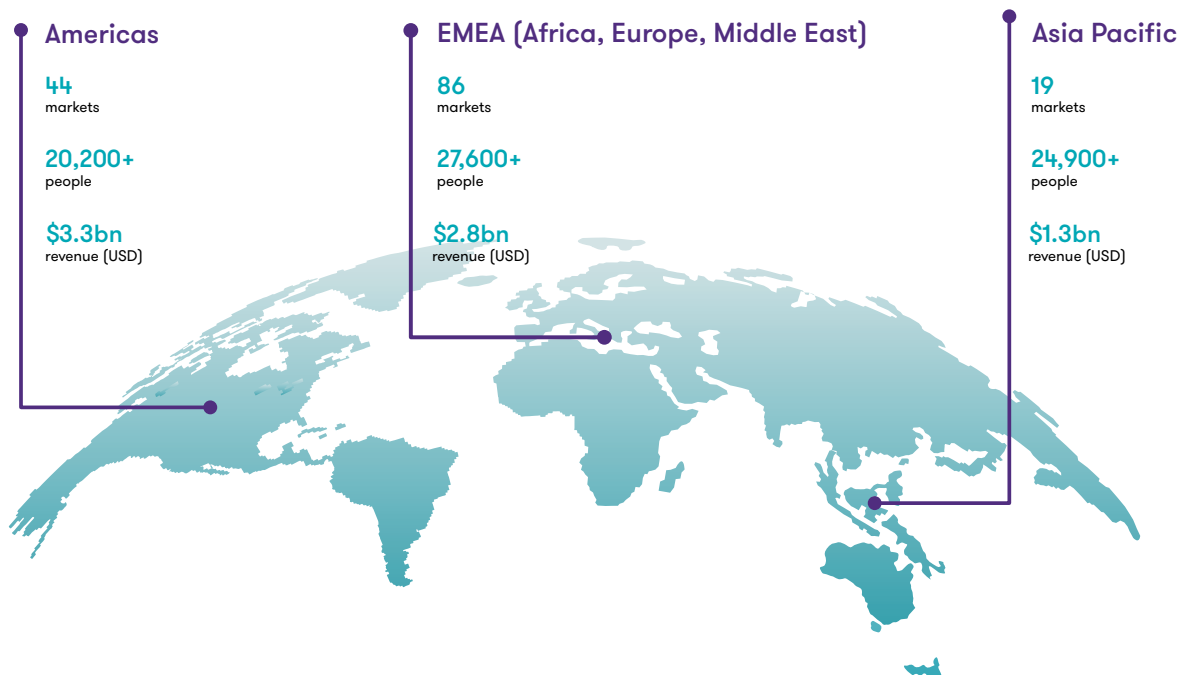 Americas
44
markets
20,200+
people
$3.3bn
revenue (USD)
EMEA (Africa, Europe, Middle East)
86
markets
27,600+
people
$2.8bn
revenue (USD)
Asia Pacific
19
markets
24,900+
people
$1.3bn
revenue (USD)